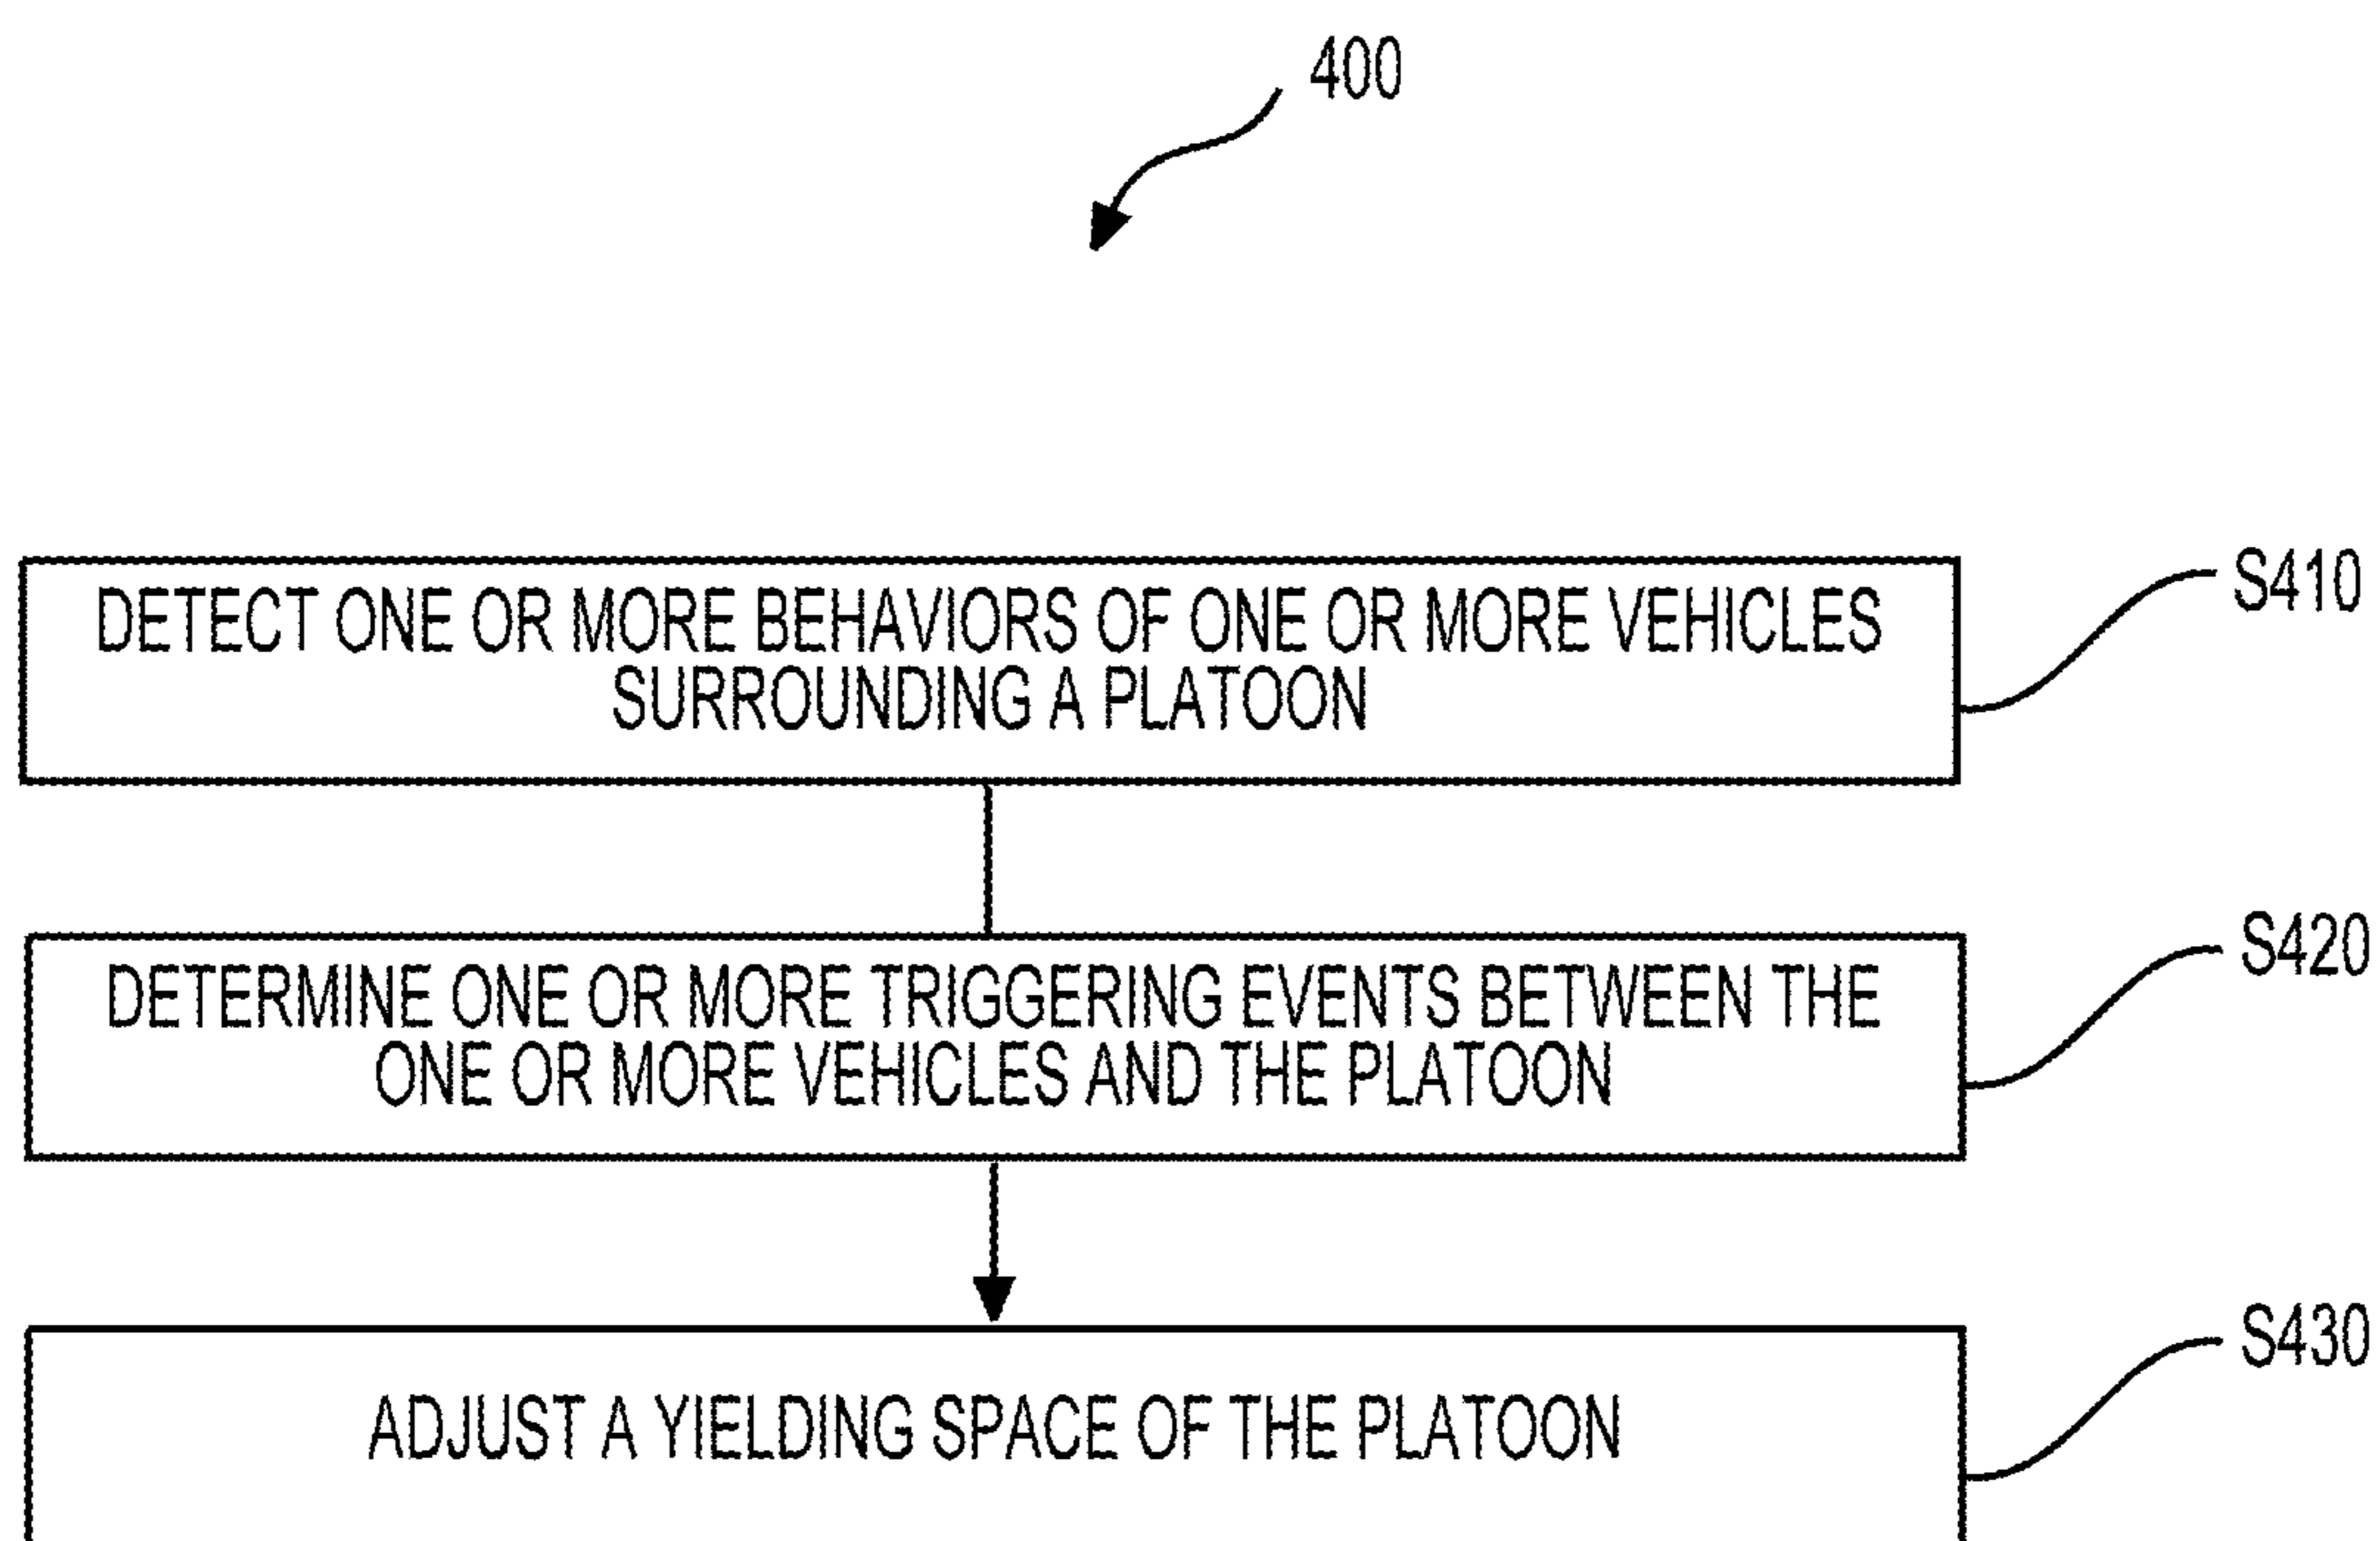 400
DETECT ONE OR MORE BEHAVIORS OF ONE OR MORE VEHICLES
SURROUNDING A PLATOON
S410
DETERMINE ONE OR MORE TRIGGERING EVENTS BETWEEN THE
ONE OR MORE VEHICLES AND THE PLATOON
S420
ADJUST A YIELDING SPACE OF THE PLATOON
S430